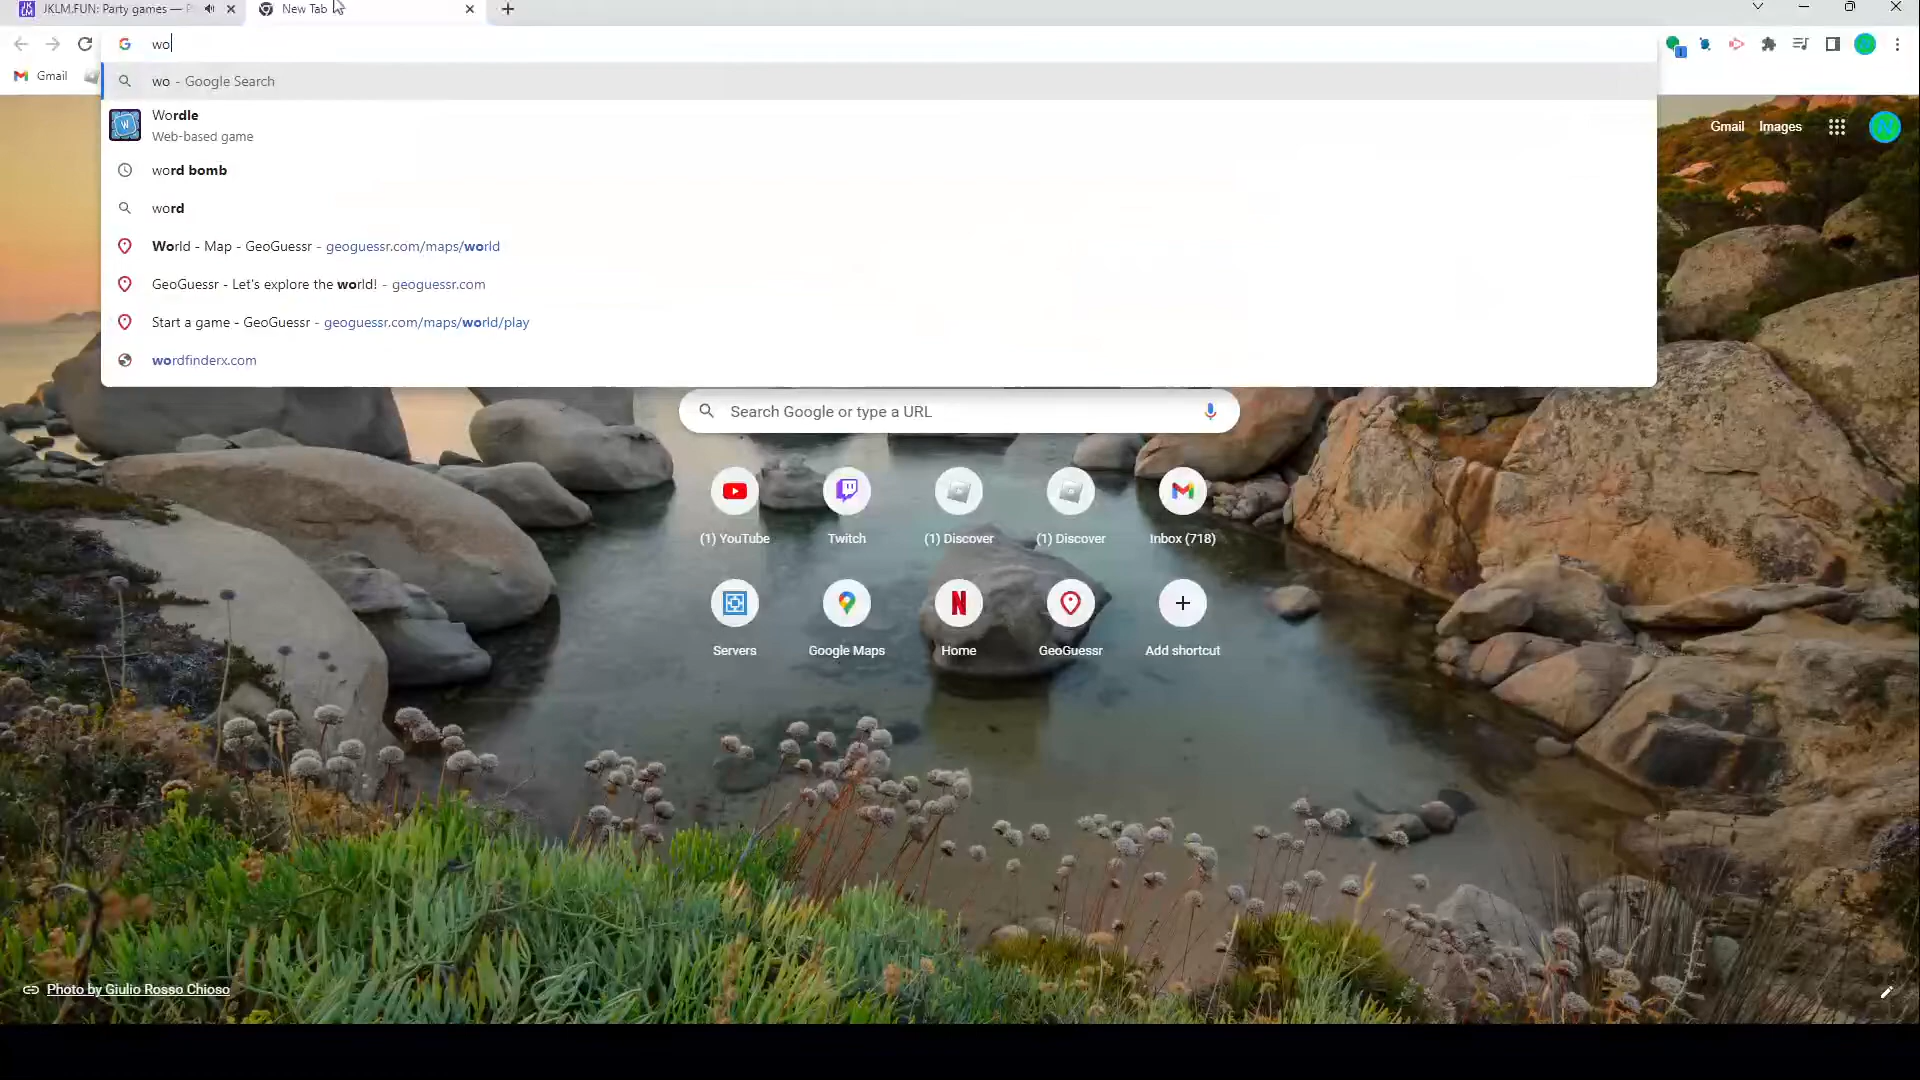 JKLM.FUN: Party games — P
New Tab
wo
Gmail
wo - Google Search
Wordle
Web-based game
word bomb
word
World - Map - GeoGuessr - geoguessr.com/maps/world
GeoGuessr - Let's explore the world! - geoguessr.com
Start a game - GeoGuessr - geoguessr.com/maps/world/play
wordfinderx.com
Gmail Images
N
Search Google or type a URL
(1) YouTube Twitch (1) Discover (1) Discover Inbox (718)
Servers Google Maps Home GeoGuessr Add shortcut
Photo by Giulio Rosso Chioso